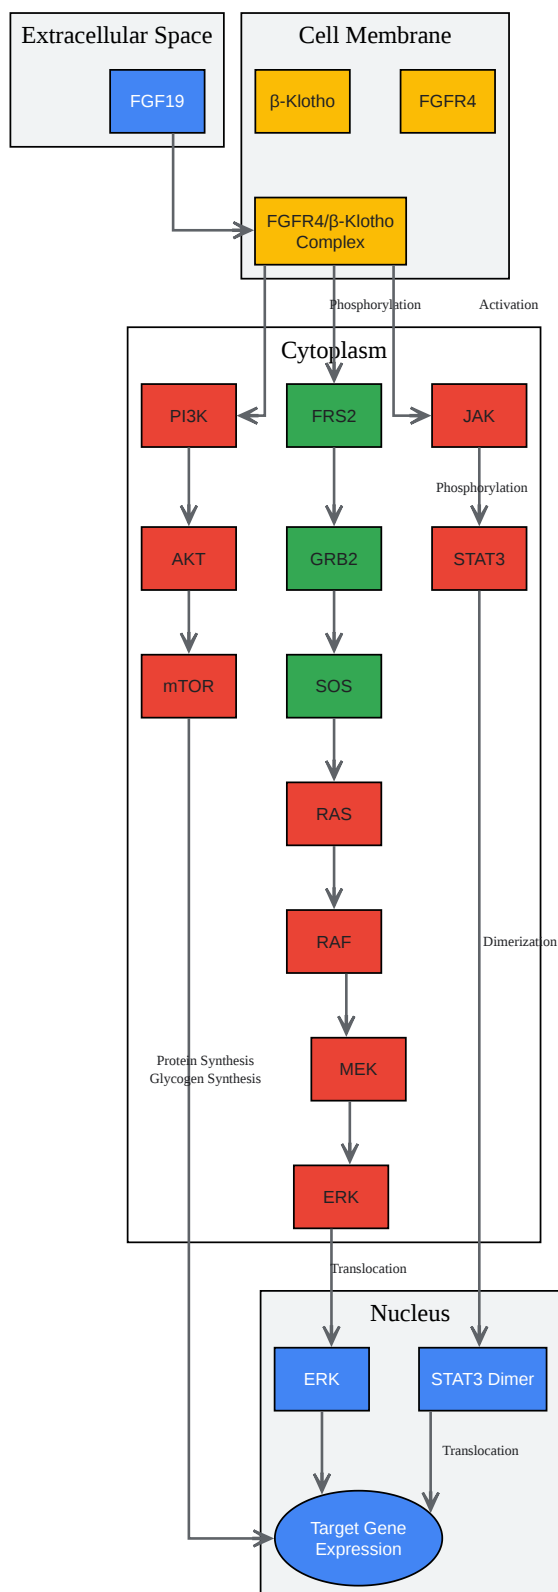 Extracellular Space
Cell Membrane
FGF19
β-Klotho
FGFR4
FGFR4/β-Klotho
Complex
Phosphorylation
Activation
Cytoplasm
PI3K
FRS2
JAK
Phosphorylation
AKT
GRB2
STAT3
mTOR
SOS
RAS
RAF
Dimerization
Protein Synthesis
Glycogen Synthesis
MEK
ERK
Translocation
Nucleus
ERK
STAT3 Dimer
Translocation
Target Gene
Expression